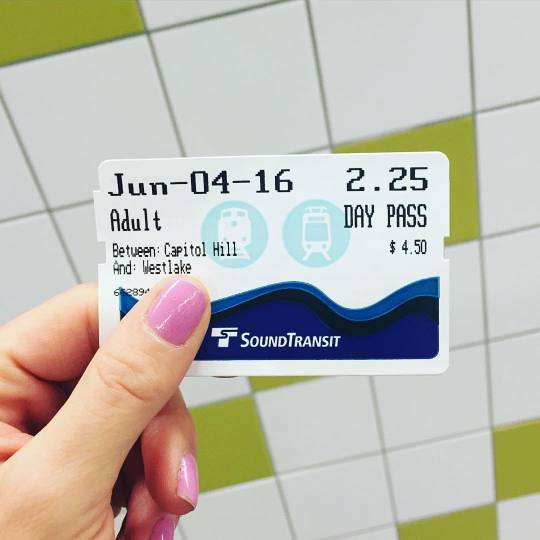 Jun-04-16 2.25
Adult DAY PASS
Between: Capitol Hill $ 4.50
And: Westlake
SOUNDTRANSIT